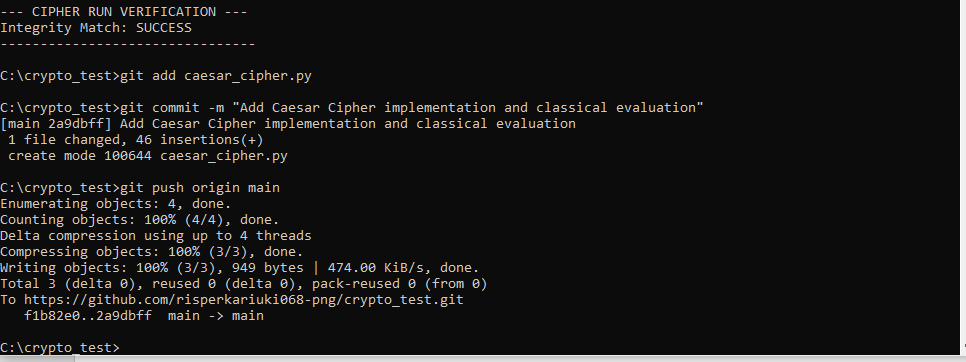 --- CIPHER RUN VERIFICATION ---
Integrity Match: SUCCESS
--------------------------------
C:\crypto_test>git add caesar_cipher.py
C:\crypto_test>git commit -m "Add Caesar Cipher implementation and classical evaluation"
[main 2a9dbff] Add Caesar Cipher implementation and classical evaluation
 1 file changed, 46 insertions(+)
 create mode 100644 caesar_cipher.py
C:\crypto_test>git push origin main
Enumerating objects: 4, done.
Counting objects: 100% (4/4), done.
Delta compression using up to 4 threads
Compressing objects: 100% (3/3), done.
Writing objects: 100% (3/3), 949 bytes | 474.00 KiB/s, done.
Total 3 (delta 0), reused 0 (delta 0), pack-reused 0 (from 0)
To https://github.com/risperkariuki068-png/crypto_test.git
   f1b82e0..2a9dbff  main -> main
C:\crypto_test>